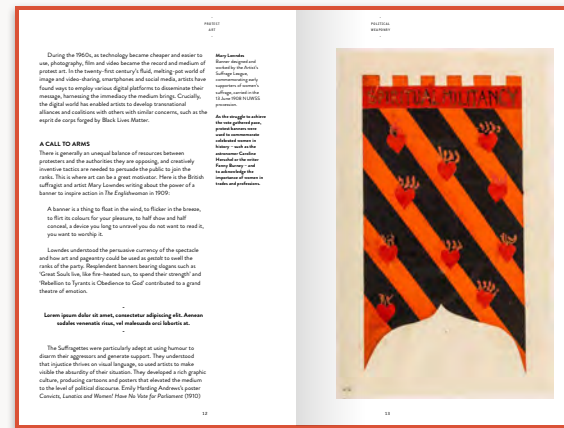 PROTEST
ART
During the 1960s, as technology became cheaper and easier to
use, photography, film and video became the record and medium of
protest art. In the twenty-first century's fluid, melting-pot world of
image and video-sharing, smartphones and social media, artists have
found ways to employ various digital platforms to disseminate their
message, harnessing the immediacy the medium brings. Crucially,
the digital world has enabled artists to develop transnational
alliances and coalitions with others with similar concerns, such as the
esprit de corps forged by Black Lives Matter.
A CALL TO ARMS
There is generally an unequal balance of resources between
protesters and the authorities they are opposing, and creatively
inventive tactics are needed to persuade the public to join the
ranks. This is where art can be a great motivator. Here is the British
suffragist and artist Mary Lowndes writing about the power of a
banner to inspire action in The Englishwoman in 1909:
A banner is a thing to float in the wind, to flicker in the breeze,
to flirt its colours for your pleasure, to half show and half
conceal, a device you long to unravel you do not want to read it,
you want to worship it.
Lowndes understood the persuasive currency of the spectacle
and how art and pageantry could be used as gestalt to swell the
ranks of the party. Resplendent banners bearing slogans such as
'Great Souls live, like fire-hearted sun, to spend their strength' and
'Rebellion to Tyrants is Obedience to God' contributed to a grand
theatre of emotion.
Lorem ipsum dolor sit amet, consectetur adipiscing elit. Aenean
sodales venenatis risus, vel malesuada orci lobortis at.
The Suffragettes were particularly adept at using humour to
disarm their aggressors and generate support. They understood
that injustice thrives on visual language, so used artists to make
visible the absurdity of their situation. They developed a rich graphic
culture, producing cartoons and posters that elevated the medium
to the level of political discourse. Emily Harding Andrews's poster
Convicts, Lunatics and Women! Have No Vote for Parliament (1910)
Mary Lowndes
Banner designed and
worked by the Artist's
Suffrage League,
commemorating early
supporters of women's
suffrage, carried in the
13 June 1908 NUWSS
procession.
As the struggle to achieve
the vote gathered pace,
protest banners were
used to commemorate
celebrated women in
history – such as the
astronomer Caroline
Herschel or the writer
Fanny Burney – and
to acknowledge the
importance of women in
trades and professions.
12
POLITICAL
WEAPONRY
MILITANCY
13